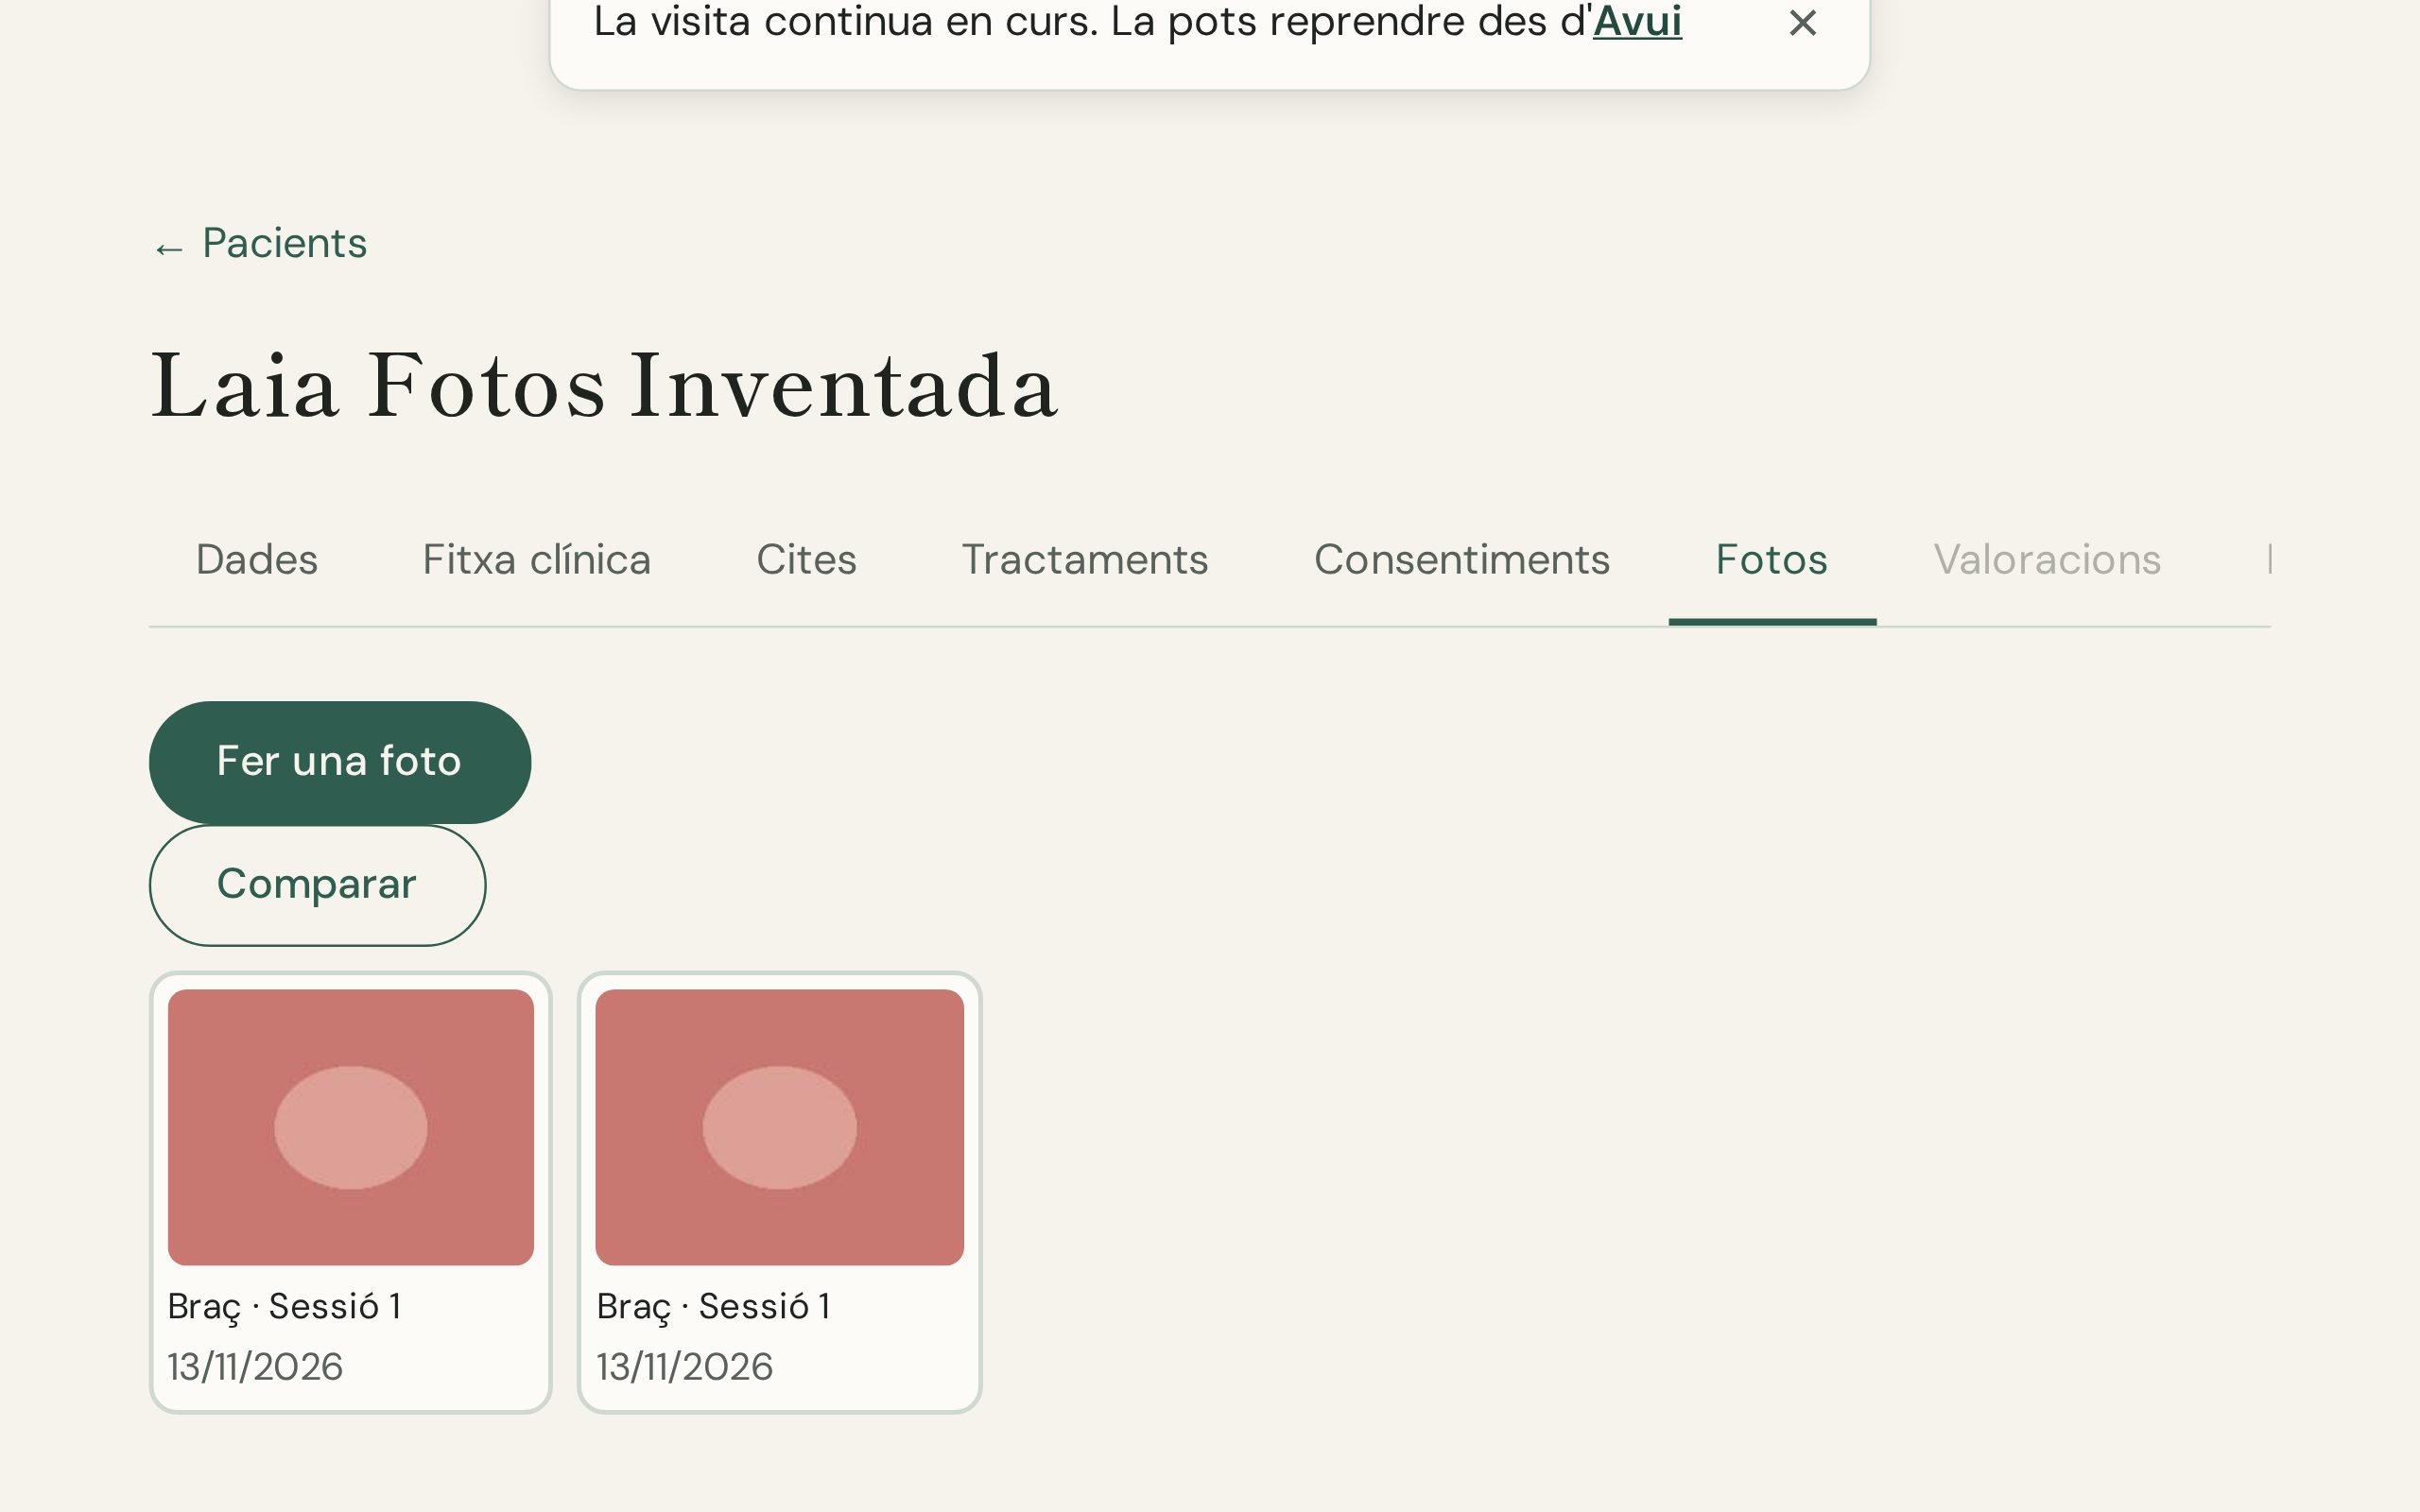 La visita continua en curs. La pots reprendre des d'Avui ×
← Pacients
Laia Fotos Inventada
Dades Fitxa clínica Cites Tractaments Consentiments Fotos Valoracions
Fer una foto
Comparar
Braç · Sessió 1 Braç · Sessió 1
13/11/2026 13/11/2026